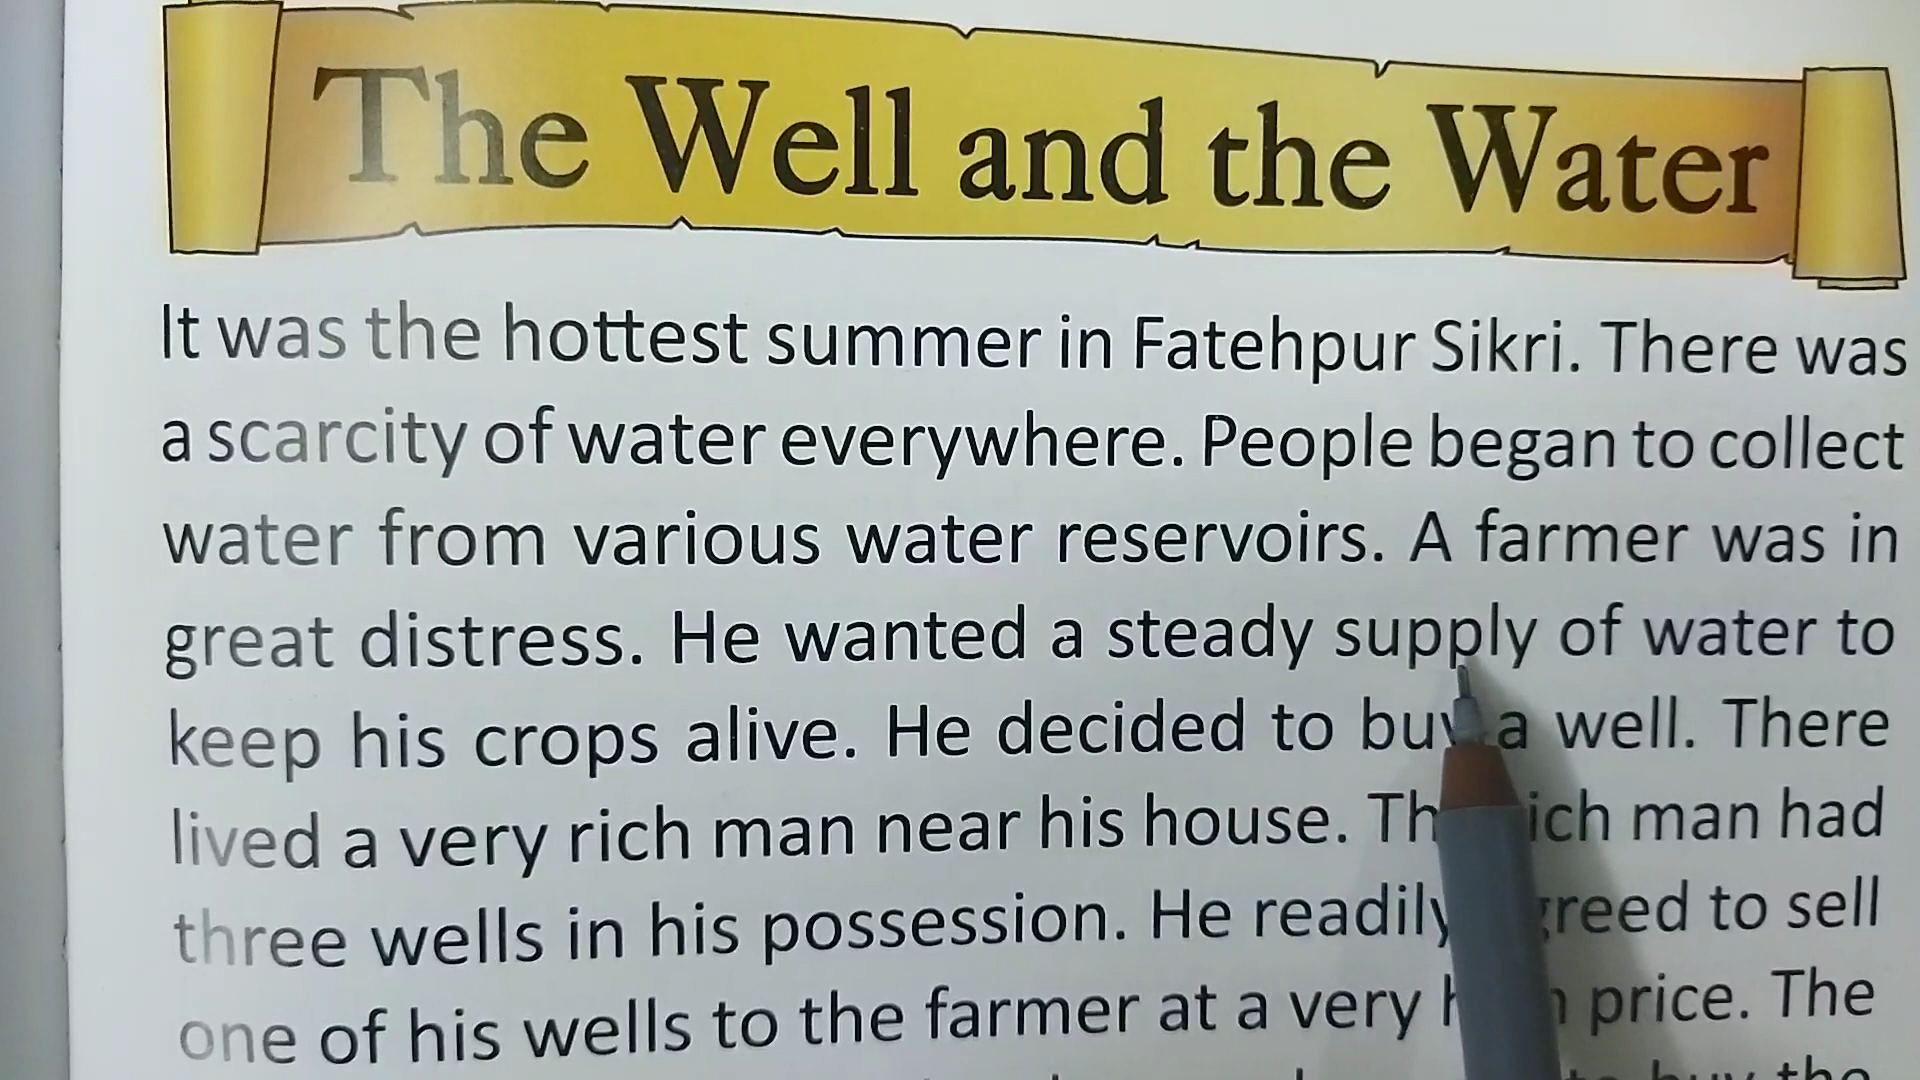 The Well and the Water
It was the hottest summer in Fatehpur Sikri. There was
a scarcity of water everywhere. People began to collect
water from various water reservoirs. A farmer was in
great distress. He wanted a steady supply of water to
keep his crops alive. He decided to buy a well. There
lived a very rich man near his house. man had
three wells in his possession. He readily to sell
one of his wells to the farmer at a very price. The
buy the